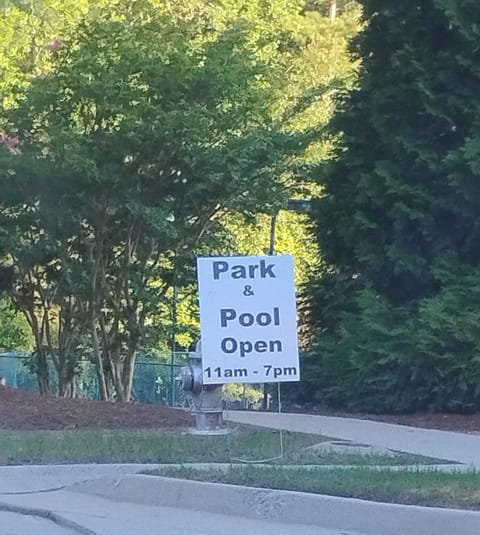 Park
&
Pool
Open
11am - 7pm